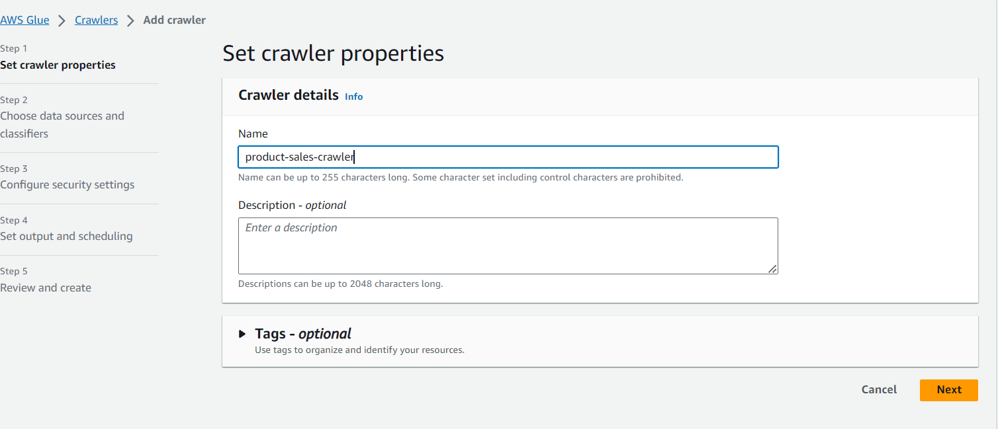 AWS Glue > Crawlers > Add crawler
Step 1
Set crawler properties
Step 2
Choose data sources and
classifiers
Step 3
Configure security settings
Step 4
Set output and scheduling
Step 5
Review and create
Set crawler properties
Crawler details Info
Name
product-sales-crawler
Name can be up to 255 characters long. Some character set including control characters are prohibited.
Description - optional
Enter a description
Descriptions can be up to 2048 characters long.
Tags - optional
Use tags to organize and identify your resources.
Cancel Next